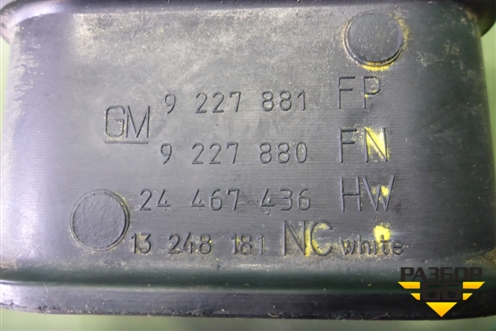 9 227 881 FP
GM
9 227 880 FN
24 467 436 HW
13 248 181 NC white
РАЗБОР